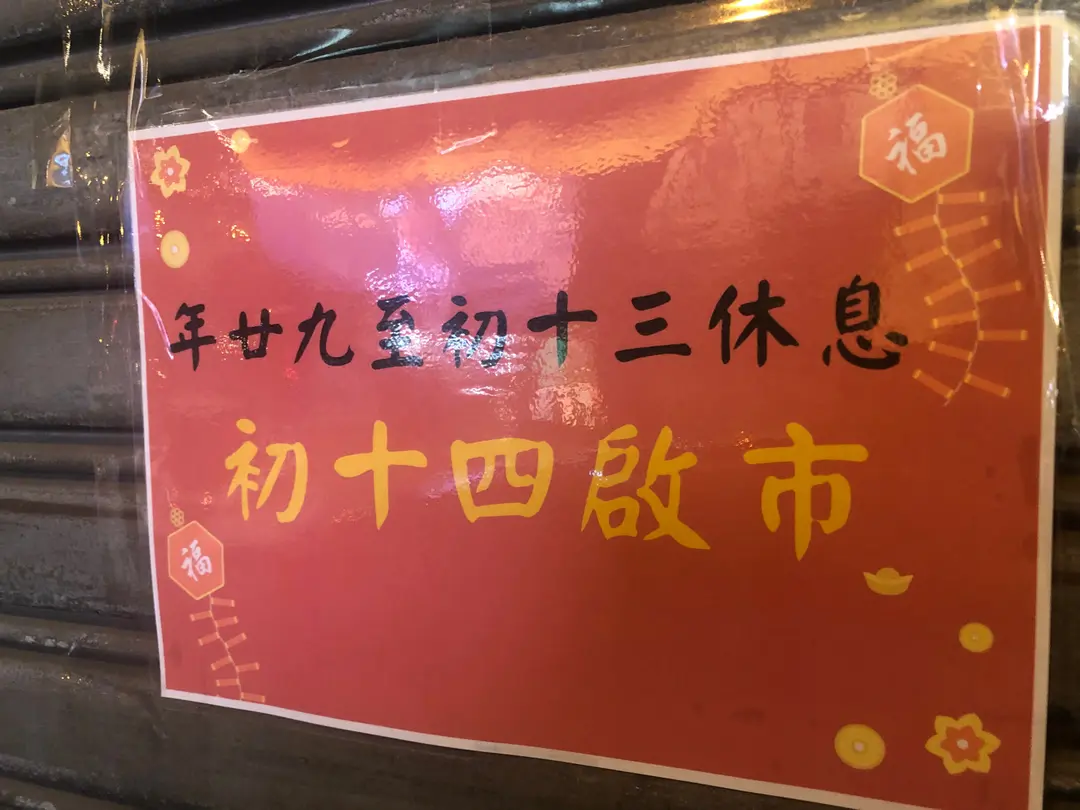 福
年廿九至初十三休息
初十四啟市
福